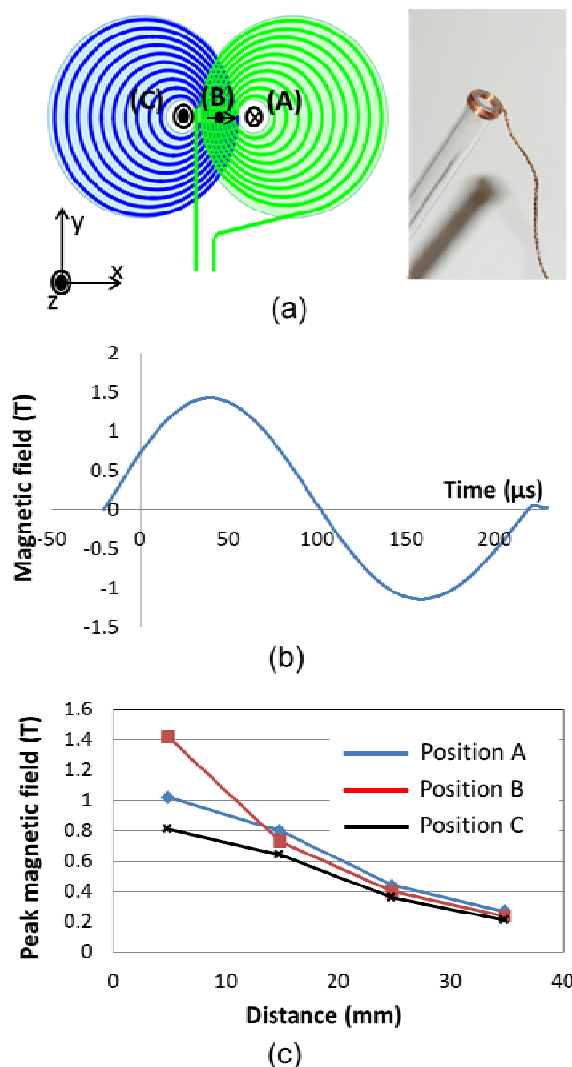 (C) (B) (A)
y
z x
(a)
Magnetic field (T)
2
1.5
1
0.5
0
-0.5
-1
-1.5
-50 0 50 100 150 200
Time (µs)
(b)
Peak magnetic field (T)
1.6
1.4
1.2
1
0.8
0.6
0.4
0.2
0
Position A
Position B
Position C
0 10 20 30 40
Distance (mm)
(c)